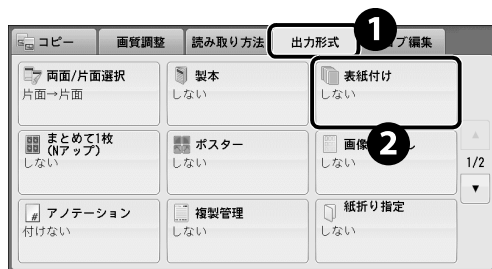 コピー
画質調整
読み取り方法
出力形式
1
編集
両面/片面選択
片面→片面
製本
しない
表紙付け
しない
まとめて1枚
(Nアップ)
しない
ポスター
しない
2
しない
1/2
アノテーション
付けない
複製管理
しない
紙折り指定
しない